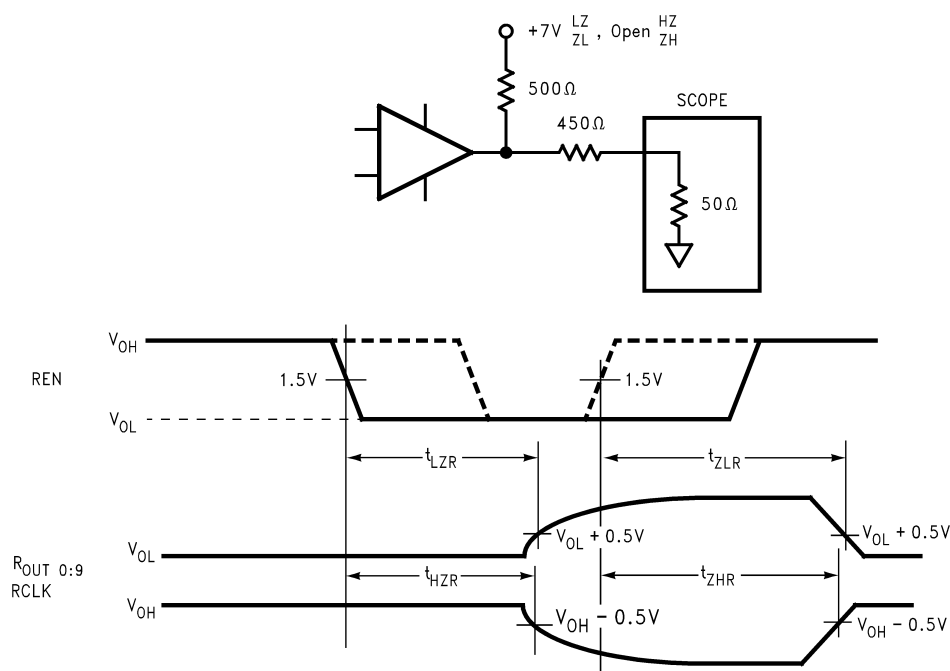 +7V LZ ZL , Open HZ ZH
500Ω
SCOPE
450Ω
50Ω
VOH
REN
1.5V
1.5V
VOL
tLZR
tZLR
VOL + 0.5V
VOL + 0.5V
VOL
ROUT 0:9
RCLK
tHZR
tZHR
VOH
VOH − 0.5V
VOH − 0.5V